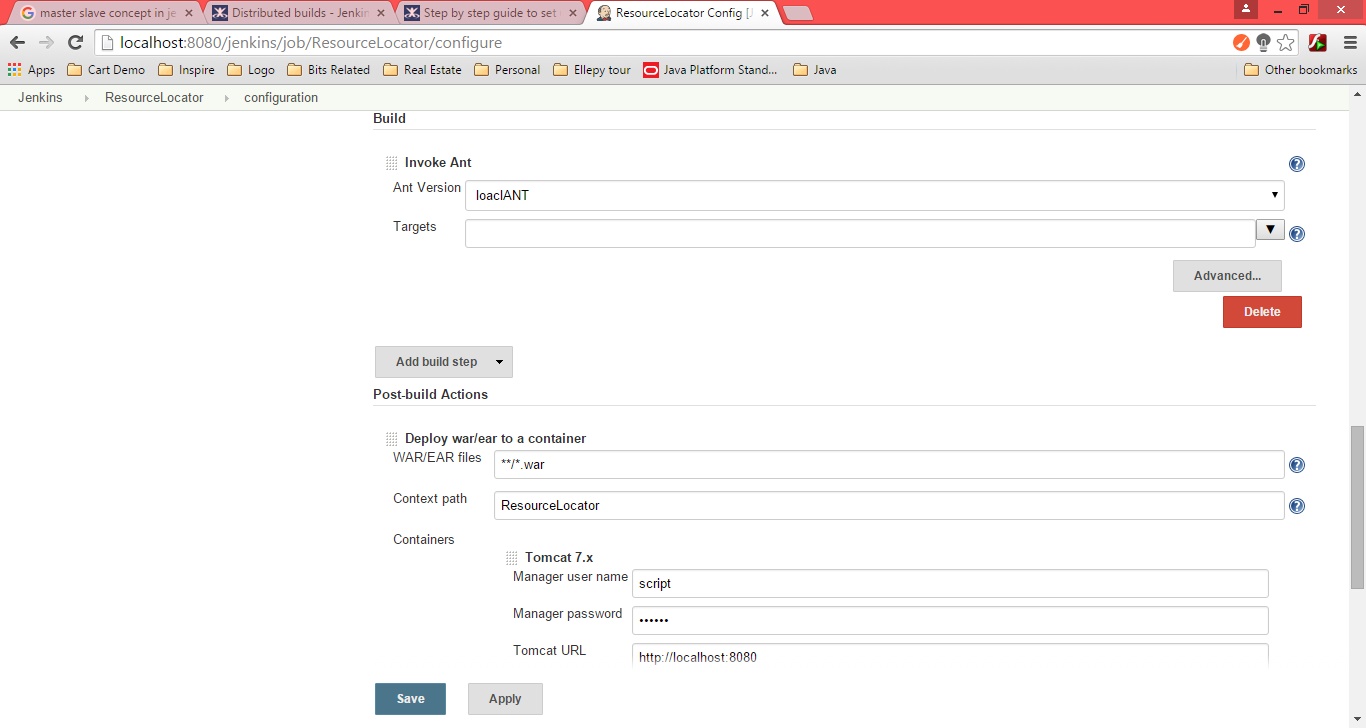 master slave concept in je
Distributed builds - Jenkin
Step by step guide to set
ResourceLocator Config [J
localhost:8080/jenkins/job/ResourceLocator/configure
Apps Cart Demo Inspire Logo Bits Related Real Estate Personal Ellepy tour Java Platform Stand... Java Other bookmarks
Jenkins ResourceLocator configuration
Build
Invoke Ant
Ant Version loaclANT
Targets
Advanced...
Delete
Add build step
Post-build Actions
Deploy war/ear to a container
WAR/EAR files **/*.war
Context path ResourceLocator
Containers
Tomcat 7.x
Manager user name script
Manager password ••••••
Tomcat URL http://localhost:8080
Save Apply